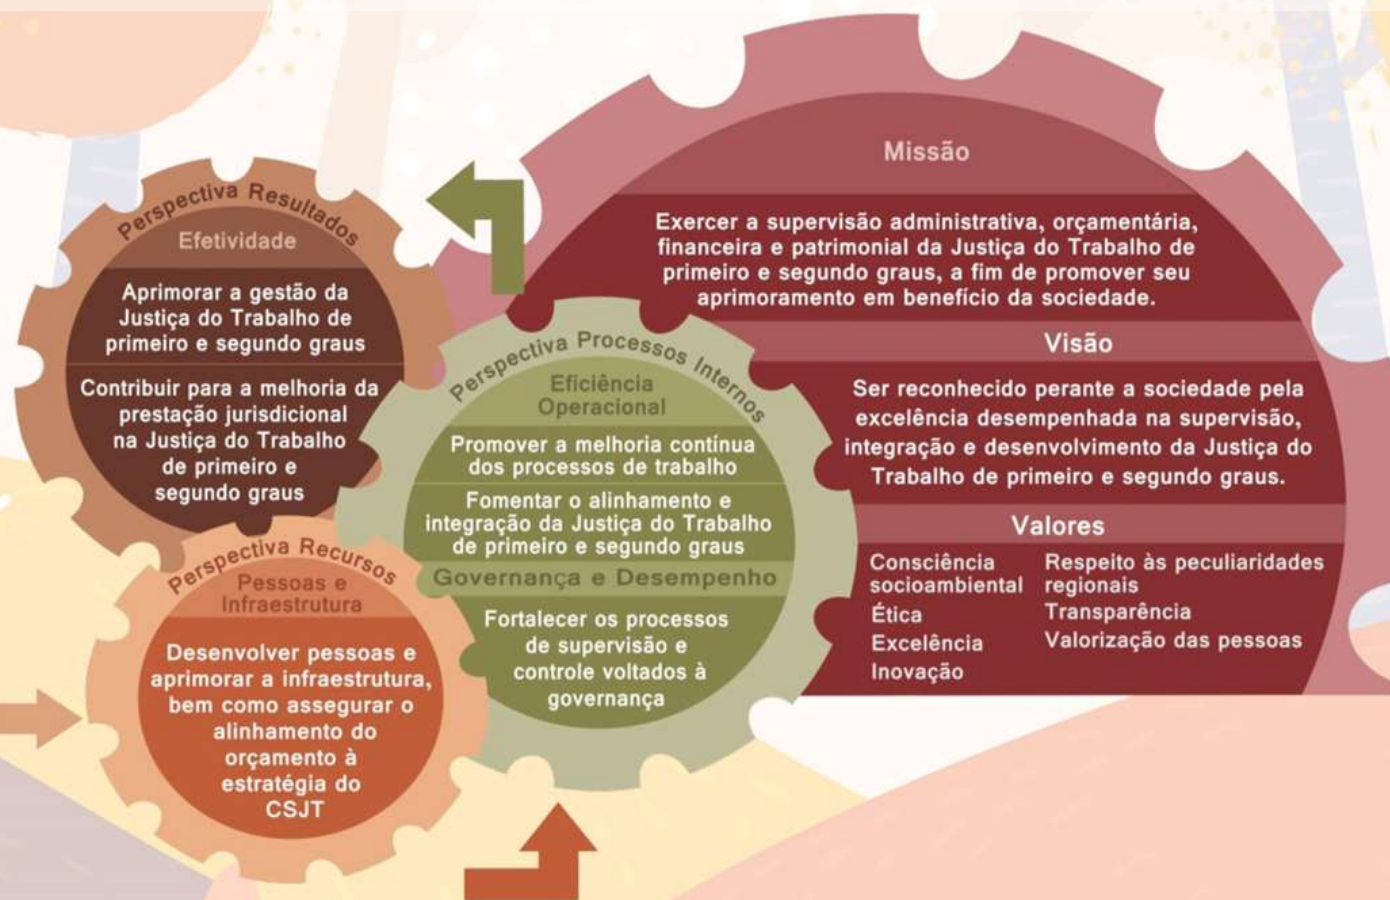 Missão
Exercer a supervisão administrativa, orçamentária,
financeira e patrimonial da Justiça do Trabalho de
primeiro e segundo graus, a fim de promover seu
aprimoramento em benefício da sociedade.
Visão
Ser reconhecido perante a sociedade pela
excelência desempenhada na supervisão,
integração e desenvolvimento da Justiça do
Trabalho de primeiro e segundo graus.
Valores
Consciência
socioambiental
Ética
Excelência
Inovação
Respeito às peculiaridades
regionais
Transparência
Valorização das pessoas
Perspectiva Resultados
Efetividade
Aprimorar a gestão da
Justiça do Trabalho de
primeiro e segundo graus
Contribuir para a melhoria da
prestação jurisdicional
na Justiça do Trabalho
de primeiro e
segundo graus
Perspectiva Processos Internos
Eficiência
Operacional
Promover a melhoria contínua
dos processos de trabalho
Fomentar o alinhamento e
integração da Justiça do Trabalho
de primeiro e segundo graus
Governança e Desempenho
Fortalecer os processos
de supervisão e
controle voltados à
governança
Perspectiva Recursos
Pessoas e
Infraestrutura
Desenvolver pessoas e
aprimorar a infraestrutura,
bem como assegurar o
alinhamento do
orçamento à
estratégia do
CSJT